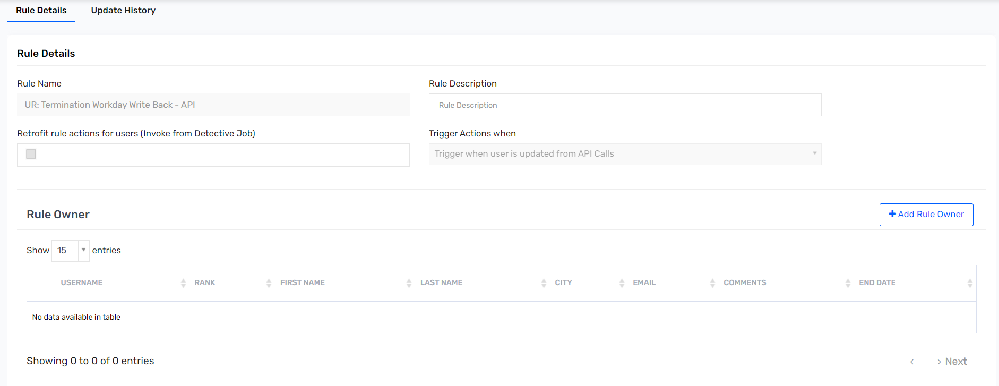 Rule Details Update History
Rule Details
Rule Name Rule Description
UR: Termination Workday Write Back - API Rule Description
Retrofit rule actions for users (Invoke from Detective Job) Trigger Actions when
Trigger when user is updated from API Calls
Rule Owner + Add Rule Owner
Show 15 entries
USERNAME RANK FIRST NAME LAST NAME CITY EMAIL COMMENTS END DATE
No data available in table
Showing 0 to 0 of 0 entries < > Next